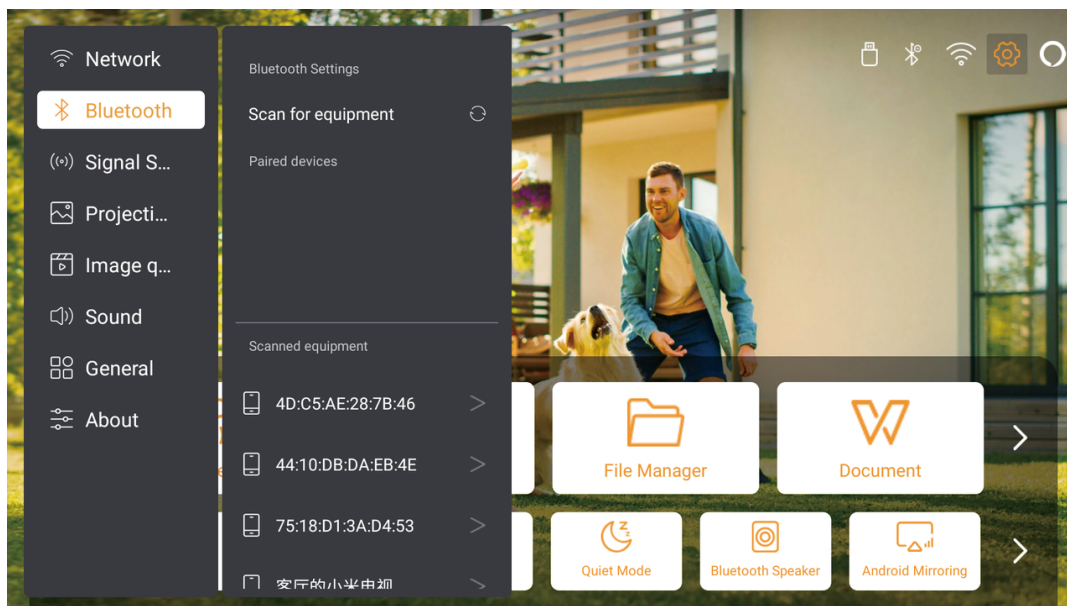 Network
Bluetooth
Signal S...
Projecti...
Image q...
Sound
General
About
Bluetooth Settings
Scan for equipment
Paired devices
Scanned equipment
4D:C5:AE:28:7B:46
44:10:DB:DA:EB:4E
75:18:D1:3A:D4:53
客厅的小米电视
File Manager
Document
Quiet Mode
Bluetooth Speaker
Android Mirroring